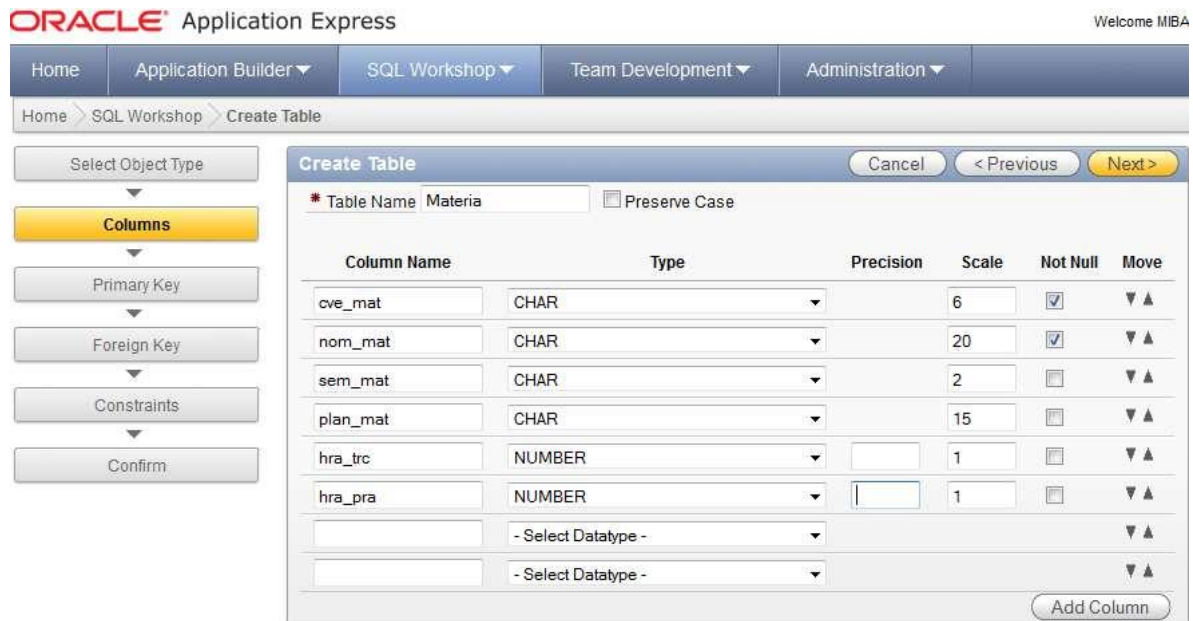 ORACLE Application Express
Welcome MIBA
Home Application Builder SQL Workshop Team Development Administration
Home SQL Workshop Create Table
Select Object Type
Columns
Primary Key
Foreign Key
Constraints
Confirm
Create Table Cancel < Previous Next >
* Table Name Materia Preserve Case
Column Name Type Precision Scale Not Null Move
cve_mat CHAR 6
nom_mat CHAR 20
sem_mat CHAR 2
plan_mat CHAR 15
hra_trc NUMBER 1
hra_pra NUMBER 1
- Select Datatype -
- Select Datatype -
Add Column